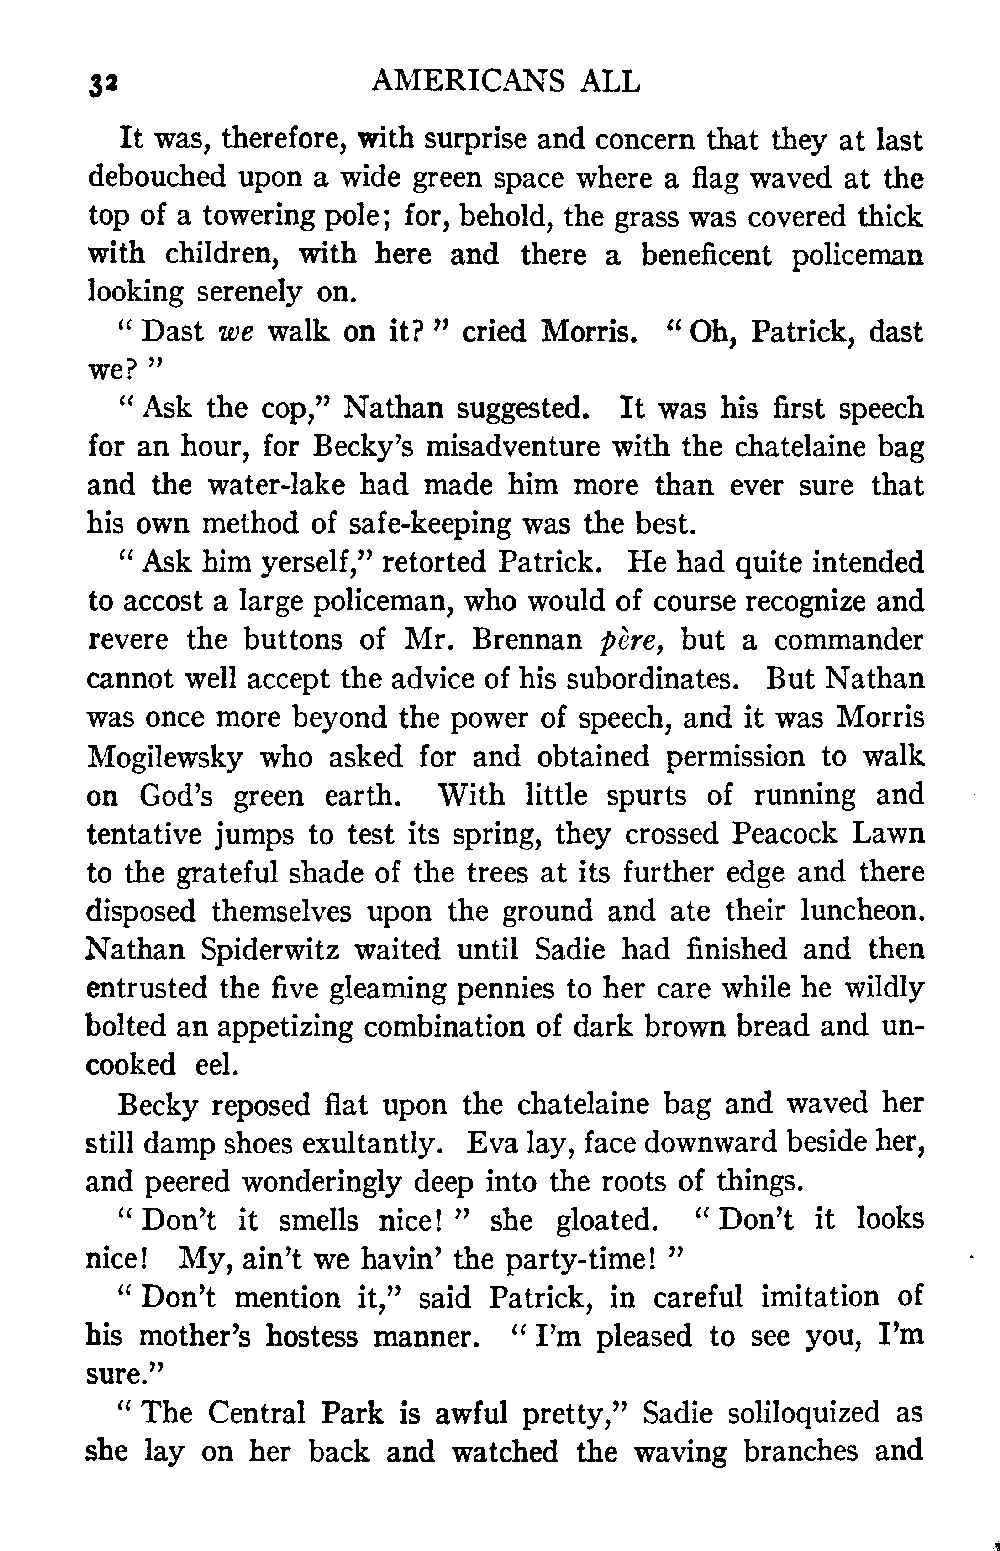 32 AMERICANS ALL
It was, therefore, with surprise and concern that they at last
debouched upon a wide green space where a flag waved at the
top of a towering pole; for, behold, the grass was covered thick
with children, with here and there a beneficent policeman
looking serenely on.
“ Dast we walk on it? ” cried Morris. “ Oh, Patrick, dast
we? ”
“ Ask the cop,” Nathan suggested. It was his first speech
for an hour, for Becky’s misadventure with the chatelaine bag
and the water-lake had made him more than ever sure that
his own method of safe-keeping was the best.
“ Ask him yerself,” retorted Patrick. He had quite intended
to accost a large policeman, who would of course recognize and
revere the buttons of Mr. Brennan père, but a commander
cannot well accept the advice of his subordinates. But Nathan
was once more beyond the power of speech, and it was Morris
Mogilewsky who asked for and obtained permission to walk
on God’s green earth. With little spurts of running and
tentative jumps to test its spring, they crossed Peacock Lawn
to the grateful shade of the trees at its further edge and there
disposed themselves upon the ground and ate their luncheon.
Nathan Spiderwitz waited until Sadie had finished and then
entrusted the five gleaming pennies to her care while he wildly
bolted an appetizing combination of dark brown bread and un-
cooked eel.
Becky reposed flat upon the chatelaine bag and waved her
still damp shoes exultantly. Eva lay, face downward beside her,
and peered wonderingly deep into the roots of things.
“ Don’t it smells nice! ” she gloated. “ Don’t it looks
nice! My, ain’t we havin’ the party-time! ”
“ Don’t mention it,” said Patrick, in careful imitation of
his mother’s hostess manner. “ I’m pleased to see you, I’m
sure.”
“ The Central Park is awful pretty,” Sadie soliloquized as
she lay on her back and watched the waving branches and